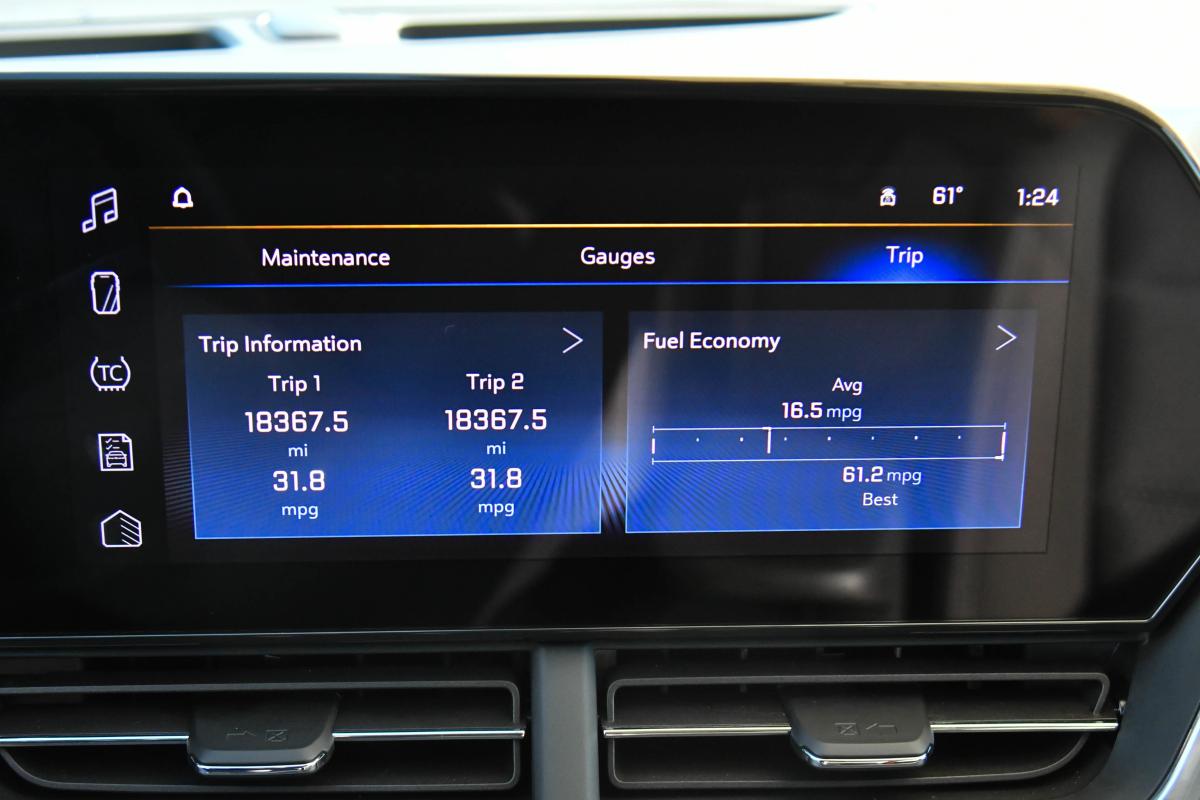 61° 1:24
Maintenance Gauges Trip
TC
Trip Information
Trip 1 Trip 2
18367.5 18367.5
mi mi
31.8 31.8
mpg mpg
Fuel Economy
Avg
16.5 mpg
61.2 mpg
Best